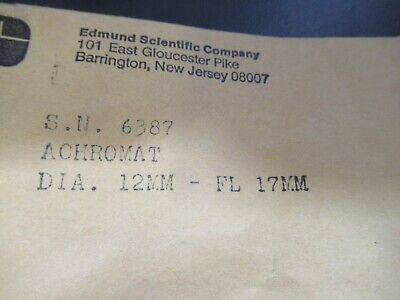 Edmund Scientific Company
101 East Gloucester Pike
Barrington, New Jersey 08007
S.N. 6387
ACHROMAT
DIA. 12MM - FL 17MM